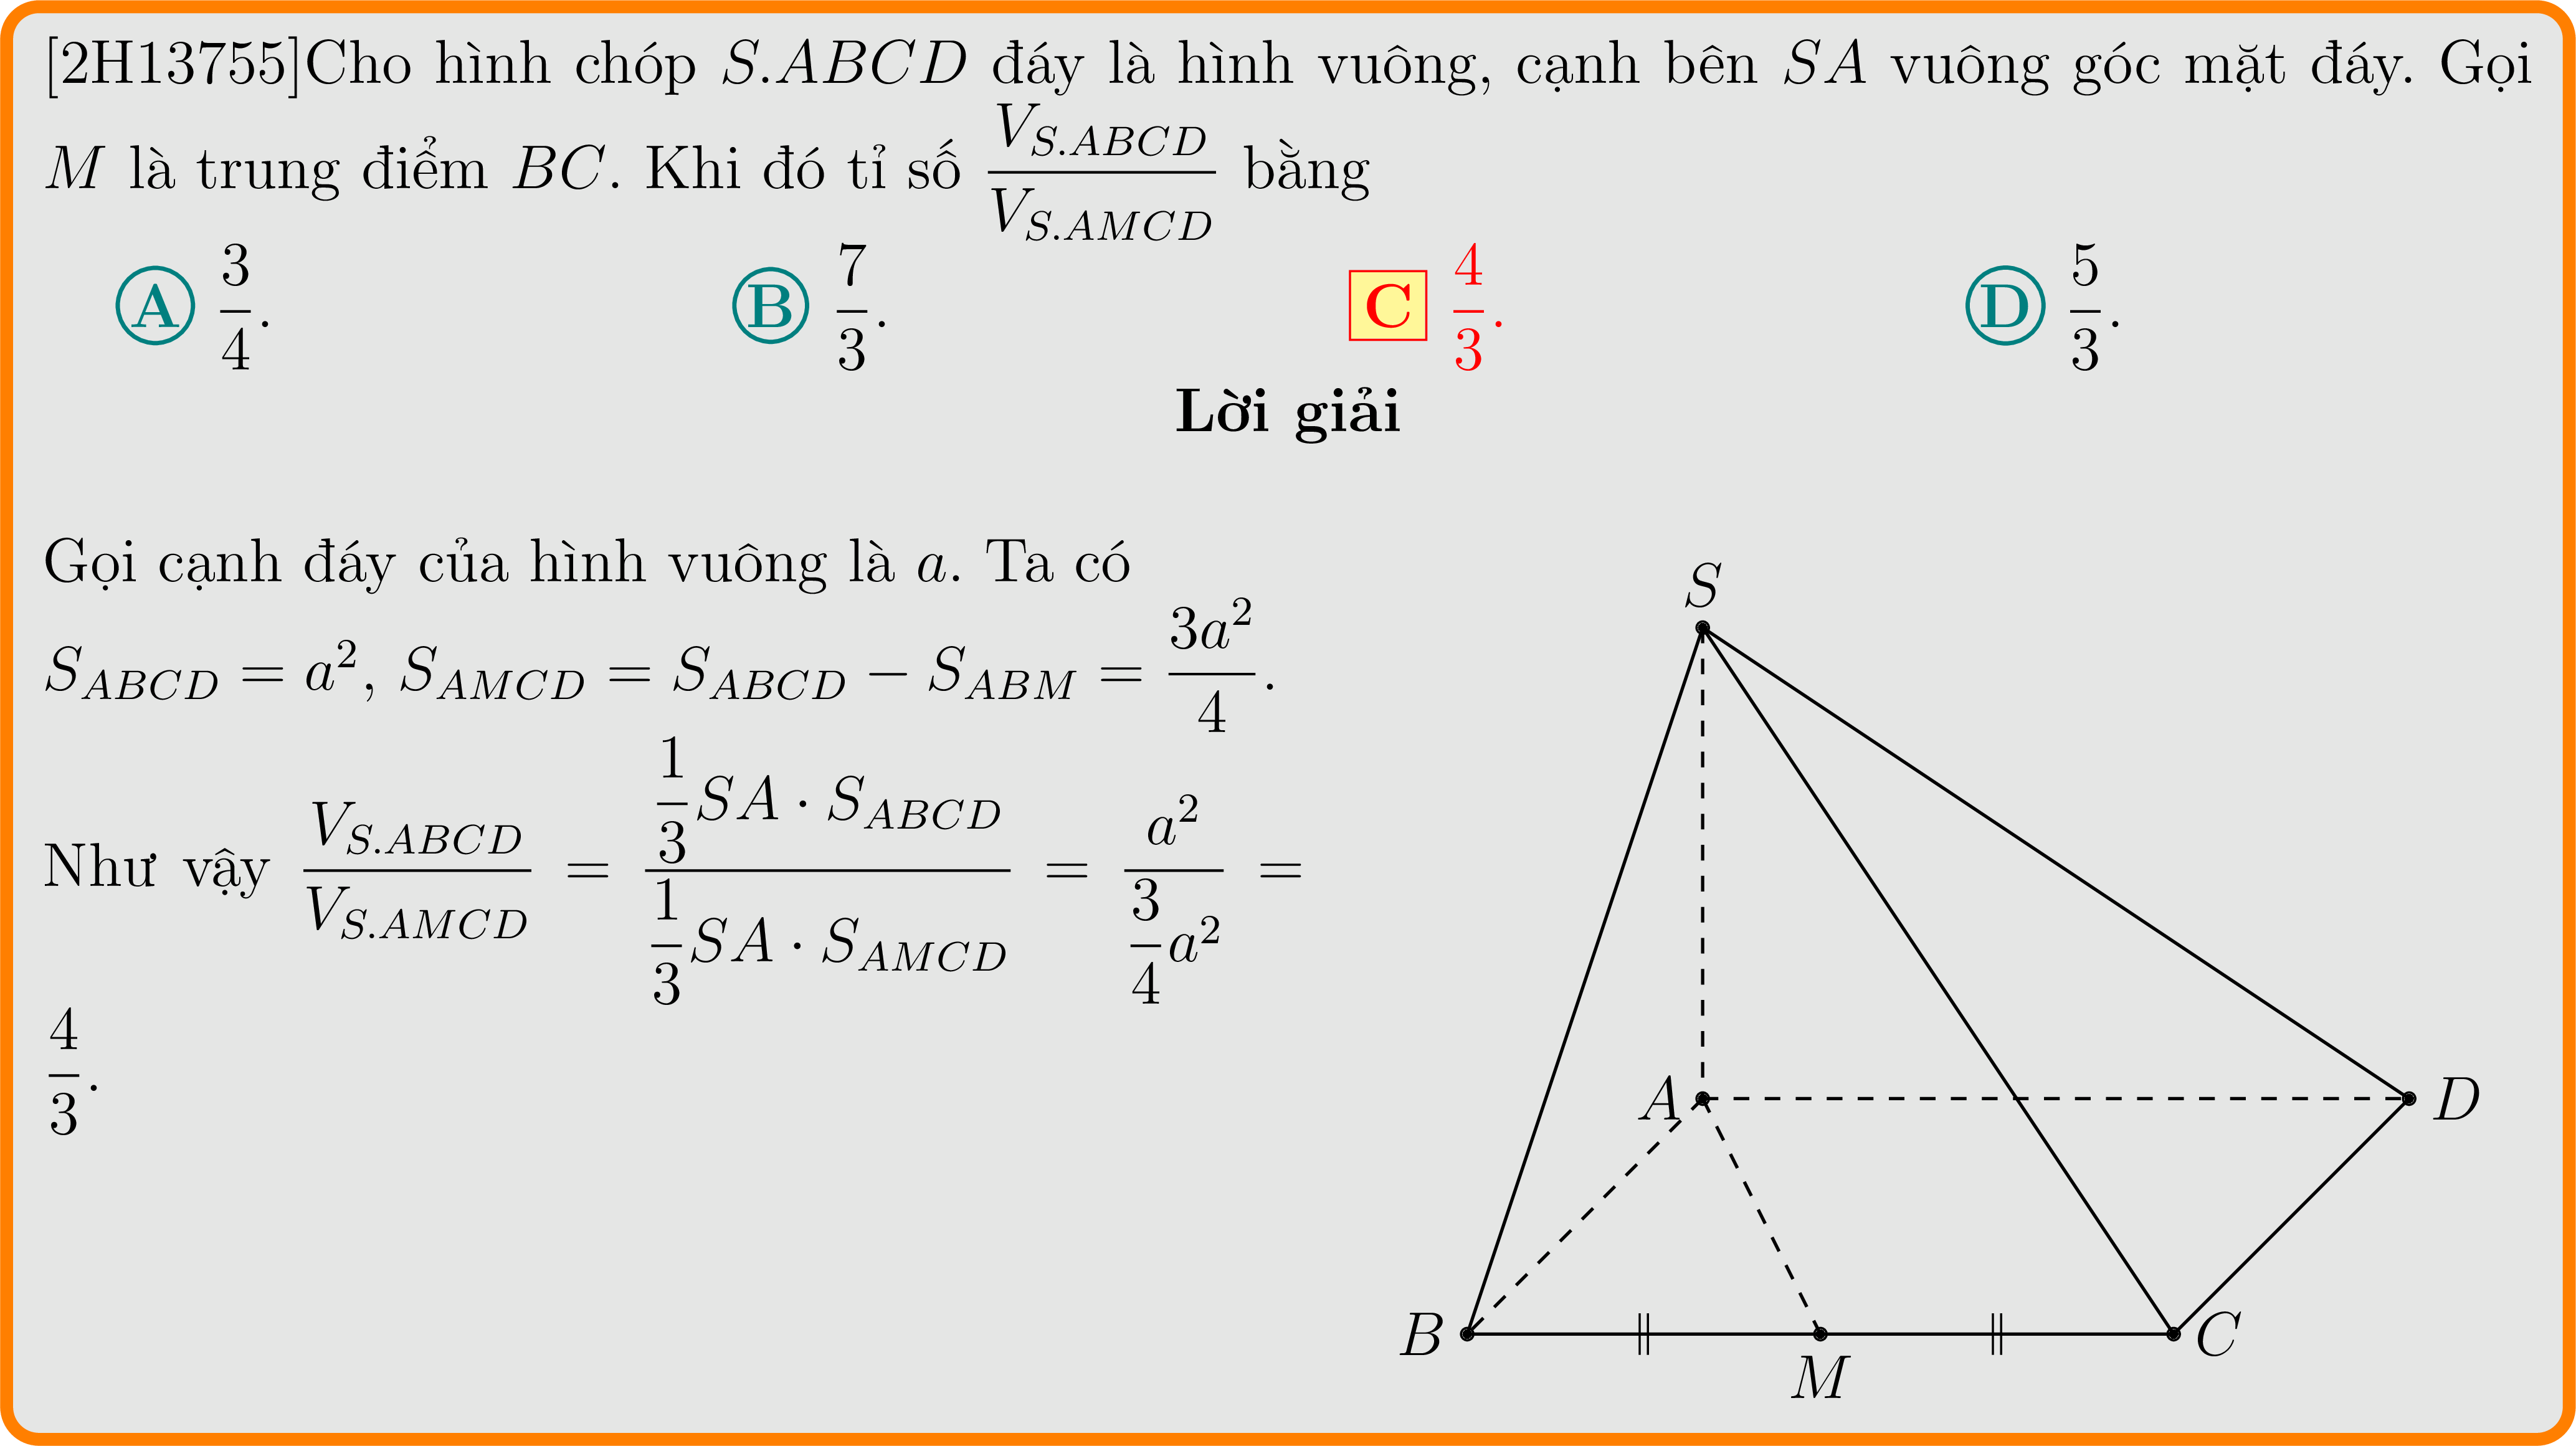 [2H13755]Cho hình chóp S.ABCD đáy là hình vuông, cạnh bên SA vuông góc mặt đáy. Gọi
M là trung điểm BC. Khi đó tỉ số \frac{V_{S.ABCD}}{V_{S.AMCD}} bằng
A \frac{3}{4}. B \frac{7}{3}. C \frac{4}{3}. D \frac{5}{3}.
Lời giải
Gọi cạnh đáy của hình vuông là a. Ta có
S_{ABCD} = a^2, S_{AMCD} = S_{ABCD} − S_{ABM} = \frac{3a^2}{4}.
Như vậy \frac{V_{S.ABCD}}{V_{S.AMCD}} = \frac{\frac{1}{3}SA \cdot S_{ABCD}}{\frac{1}{3}SA \cdot S_{AMCD}} = \frac{a^2}{\frac{3}{4}a^2} =
\frac{4}{3}.
S
A D
B C
M